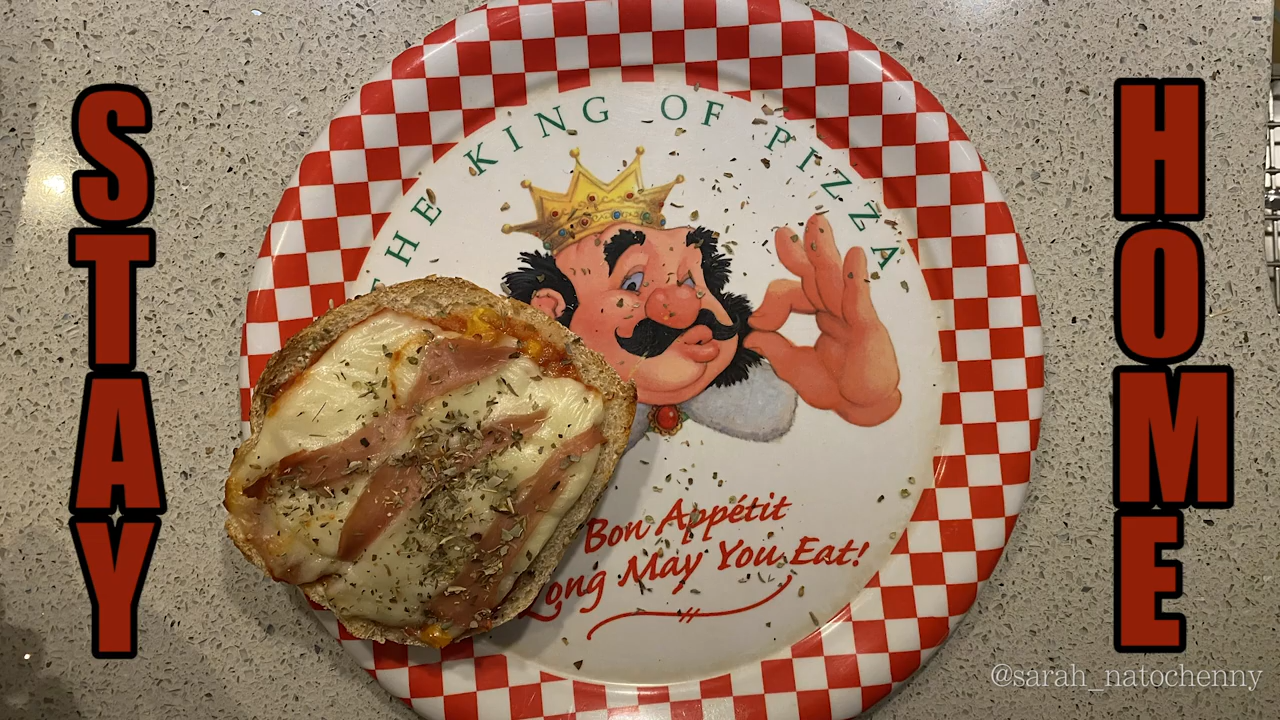 STAY
HOME
THE KING OF PIZZA
Bon Appétit
Long May You Eat!
@sarah_natochenny